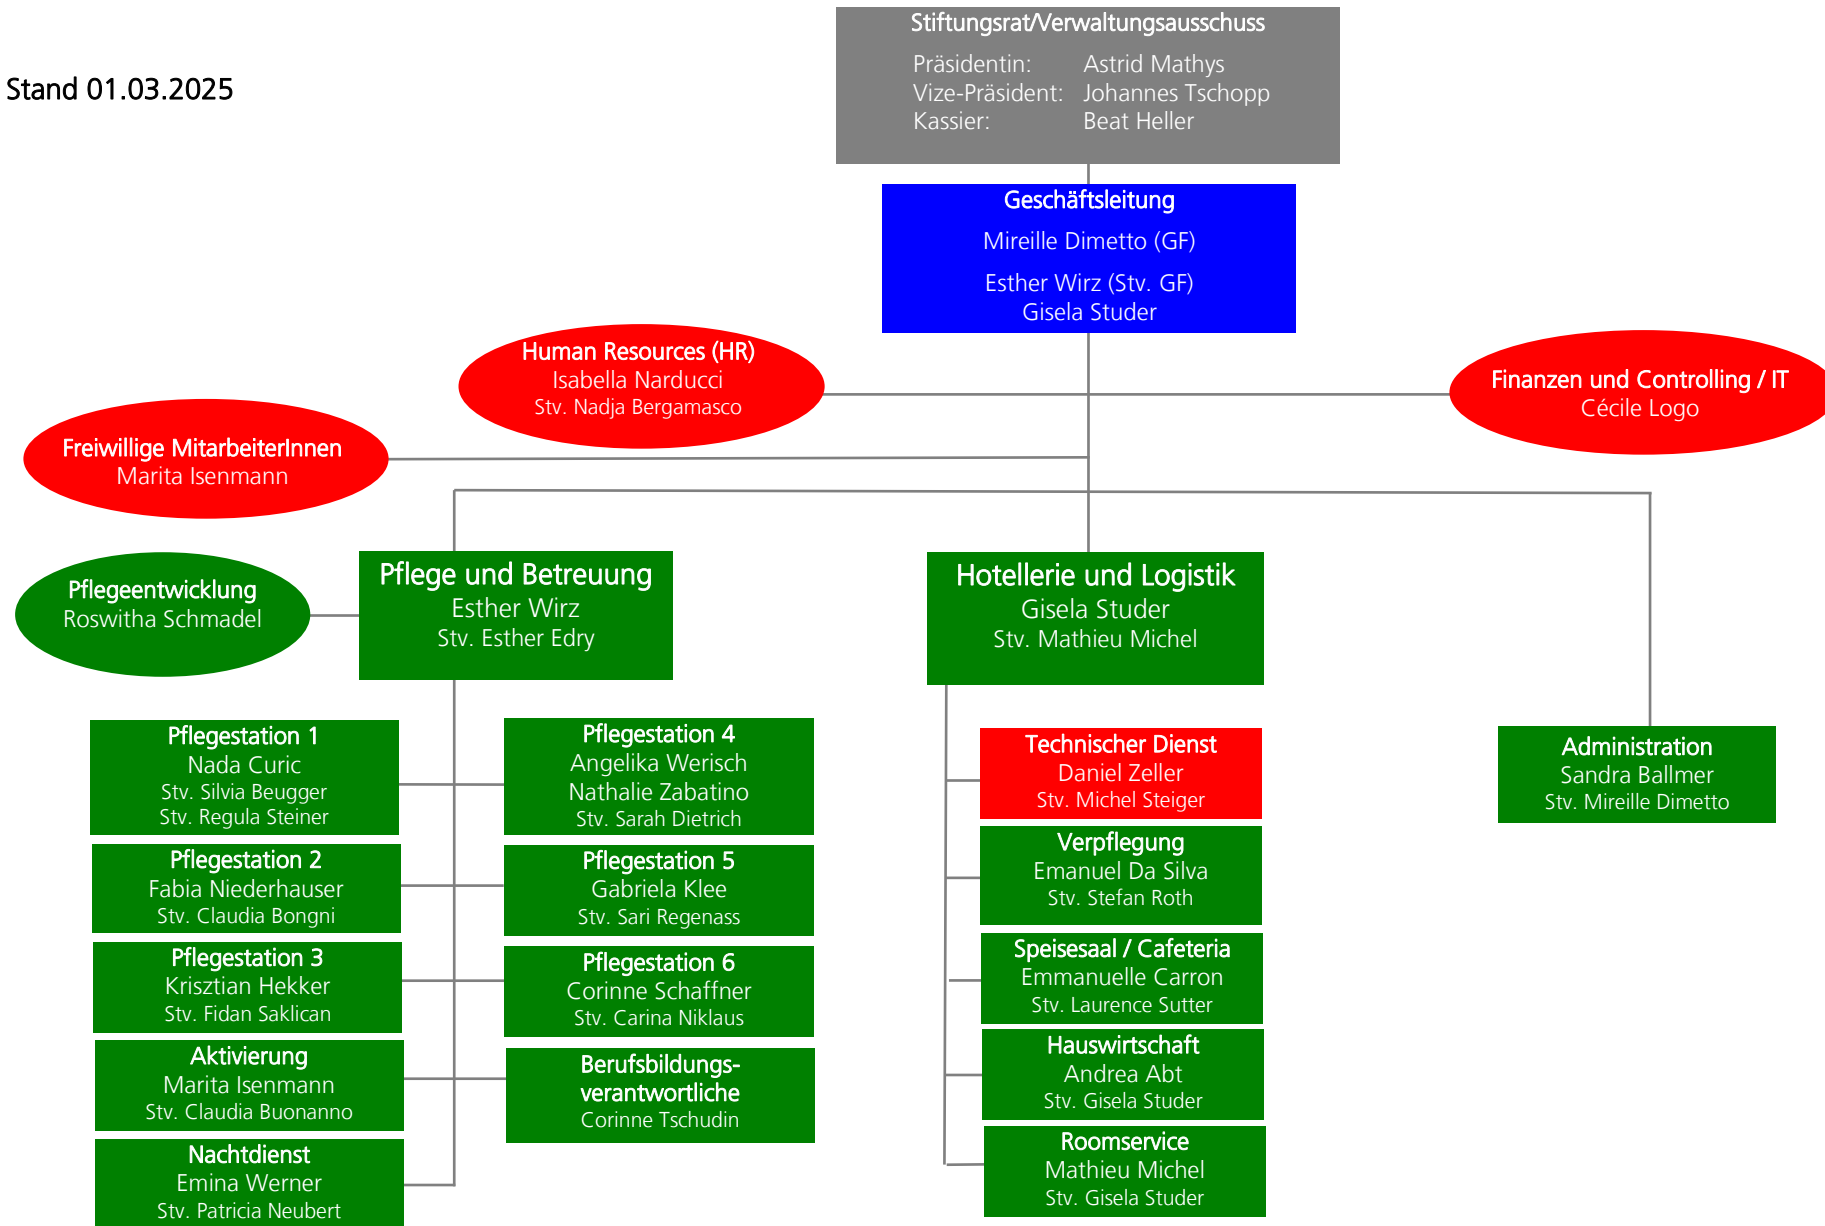 Stand 01.03.2025
Stiftungsrat/Verwaltungsausschuss
Präsidentin: Astrid Mathys
Vize-Präsident: Johannes Tschopp
Kassier: Beat Heller
Geschäftsleitung
Mireille Dimetto (GF)
Esther Wirz (Stv. GF)
Gisela Studer
Human Resources (HR)
Isabella Narducci
Stv. Nadja Bergamasco
Finanzen und Controlling / IT
Cécile Logo
Freiwillige MitarbeiterInnen
Marita Isenmann
Pflegeentwicklung
Roswitha Schmadel
Pflege und Betreuung
Esther Wirz
Stv. Esther Edry
Hotellerie und Logistik
Gisela Studer
Stv. Mathieu Michel
Pflegestation 1
Nada Curic
Stv. Silvia Beugger
Stv. Regula Steiner
Pflegestation 2
Fabia Niederhauser
Stv. Claudia Bongni
Pflegestation 3
Krisztian Hekker
Stv. Fidan Saklican
Aktivierung
Marita Isenmann
Stv. Claudia Buonanno
Nachtdienst
Emina Werner
Stv. Patricia Neubert
Pflegestation 4
Angelika Werisch
Nathalie Zabatino
Stv. Sarah Dietrich
Pflegestation 5
Gabriela Klee
Stv. Sari Regenass
Pflegestation 6
Corinne Schaffner
Stv. Carina Niklaus
Berufsbildungs-
verantwortliche
Corinne Tschudin
Technischer Dienst
Daniel Zeller
Stv. Michel Steiger
Verpflegung
Emanuel Da Silva
Stv. Stefan Roth
Speisesaal / Cafeteria
Emmanuelle Carron
Stv. Laurence Sutter
Hauswirtschaft
Andrea Abt
Stv. Gisela Studer
Roomservice
Mathieu Michel
Stv. Gisela Studer
Administration
Sandra Ballmer
Stv. Mireille Dimetto